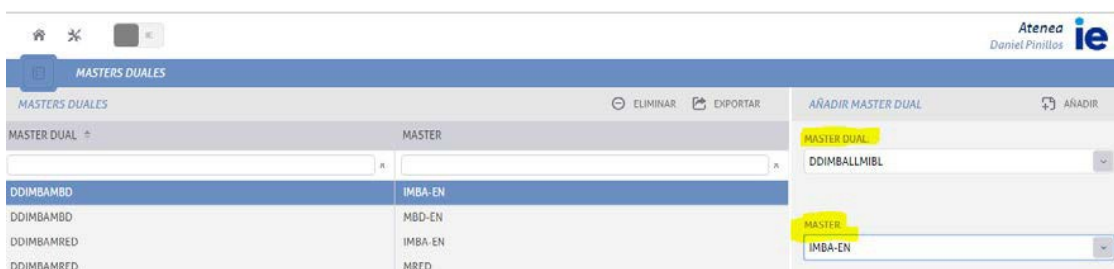 Atenea
Daniel Pinillos
ie
MASTERS DUALES
MASTERS DUALES
ELIMINAR
EXPORTAR
AÑADIR MASTER DUAL
AÑADIR
MASTER DUAL
MASTER
MASTER DUAL:
DDIMBALLMIBL
DDIMBAMBD IMBA-EN
DDIMBAMBD MBD-EN
MASTER:
DDIMBAMRED IMBA-EN
IMBA-EN
DDIMBAMRED MRED